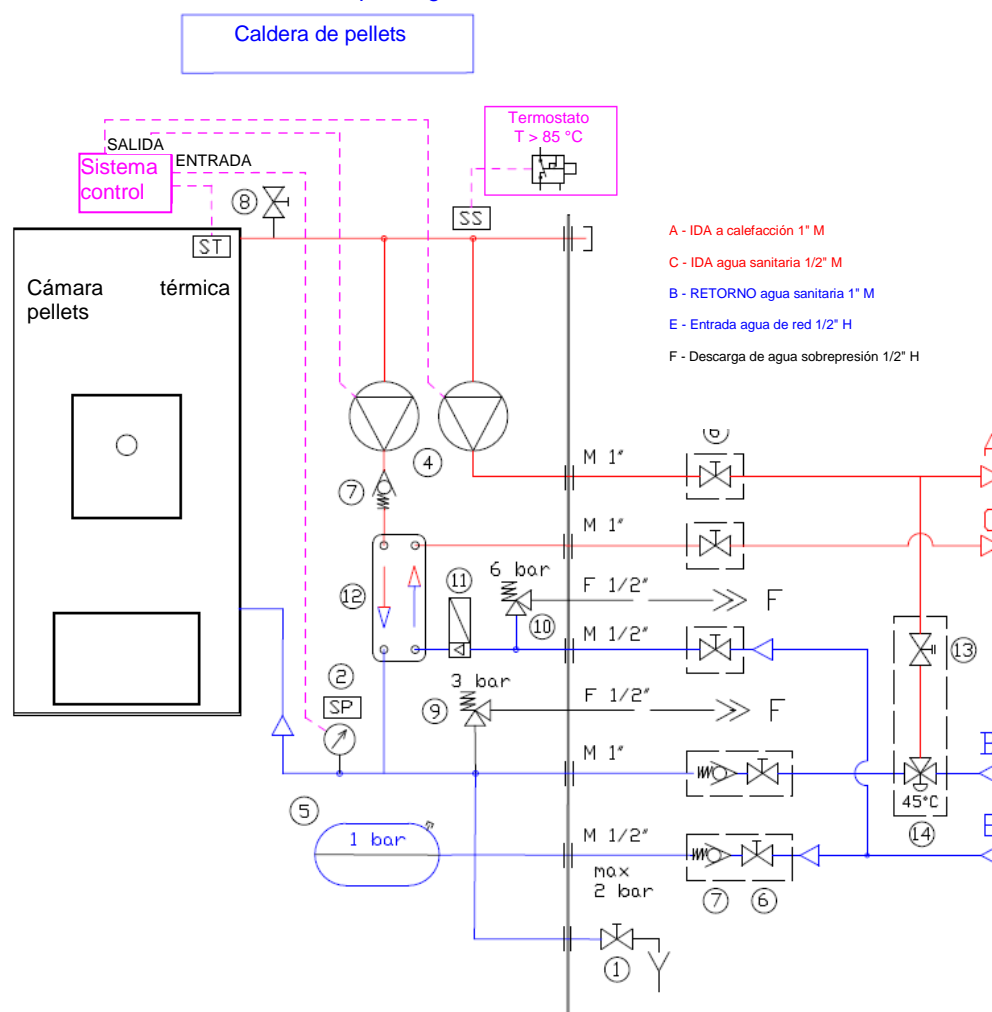 Caldera de pellets
Termostato
T > 85 °C
SALIDA
ENTRADA
Sistema
control
8
SS
ST
A - IDA a calefacción 1" M
C - IDA agua sanitaria 1/2" M
B - RETORNO agua sanitaria 1" M
E - Entrada agua de red 1/2" H
F - Descarga de agua sobrepresión 1/2" H
Cámara térmica
pellets
4
7
M 1"
A
M 1"
C
6 bar
11
12
10
F 1/2"
F
M 1/2"
13
2
SP
3 bar
9
F 1/2"
F
M 1"
B
45°C
14
5
1 bar
M 1/2"
max
2 bar
7
6
1